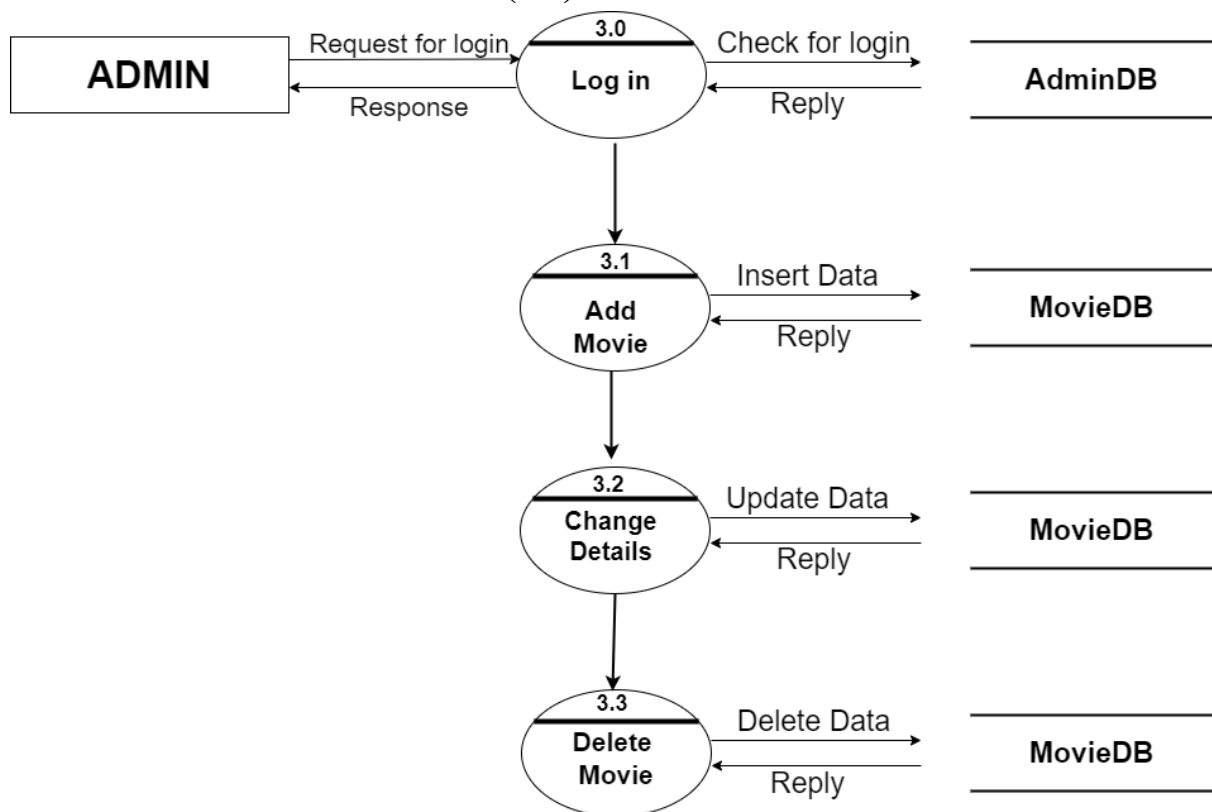 3.0
Request for login
Check for login
ADMIN
Log in
AdminDB
Response
Reply
3.1
Insert Data
Add
Movie
MovieDB
Reply
3.2
Update Data
Change
Details
MovieDB
Reply
3.3
Delete Data
Delete
Movie
MovieDB
Reply